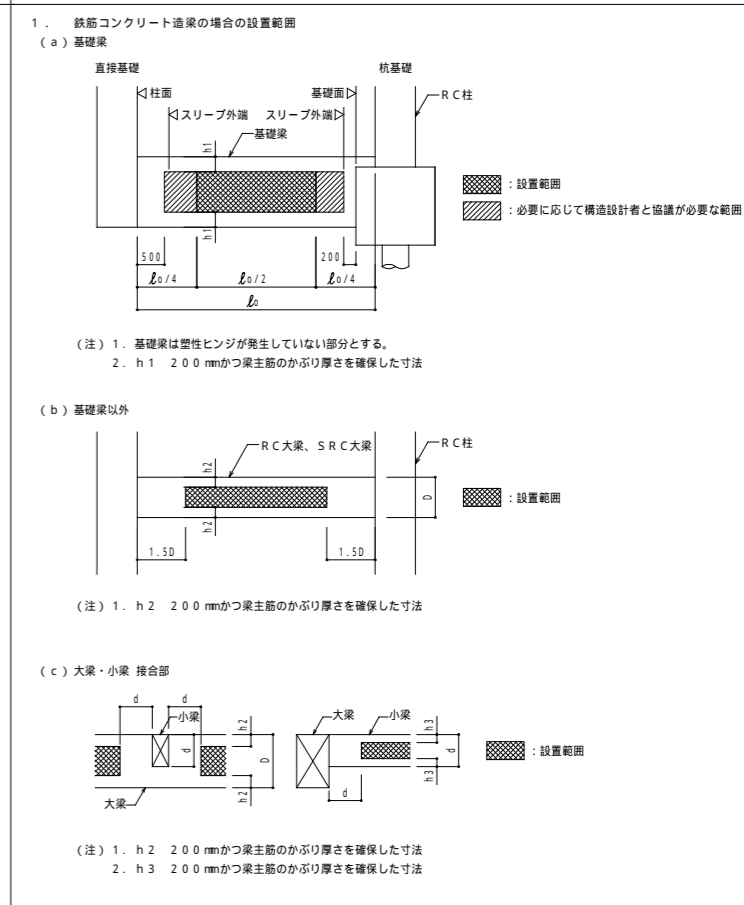 １． 鉄筋コンクリート造梁の場合の設置範囲
（ａ）基礎梁
直接基礎 杭基礎
柱面 基礎面
スリーブ外端 スリーブ外端
ＲＣ柱
基礎梁
h1
：設置範囲
：必要に応じて構造設計者と協議が必要な範囲
h1
500 200
ℓo/4 ℓo/2 ℓo/4
ℓo
（注）１．基礎梁は塑性ヒンジが発生していない部分とする。
２．ｈ１ ２００㎜かつ梁主筋のかぶり厚さを確保した寸法
（ｂ）基礎梁以外
ＲＣ大梁、ＳＲＣ大梁 ＲＣ柱
h2
D
：設置範囲
h2
1.5D 1.5D
（注）１．ｈ２ ２００㎜かつ梁主筋のかぶり厚さを確保した寸法
（ｃ）大梁・小梁 接合部
d d
小梁 h2 大梁 小梁 h3
d D d
：設置範囲
h2 d h3
大梁
（注）１．ｈ２ ２００㎜かつ梁主筋のかぶり厚さを確保した寸法
２．ｈ３ ２００㎜かつ梁主筋のかぶり厚さを確保した寸法